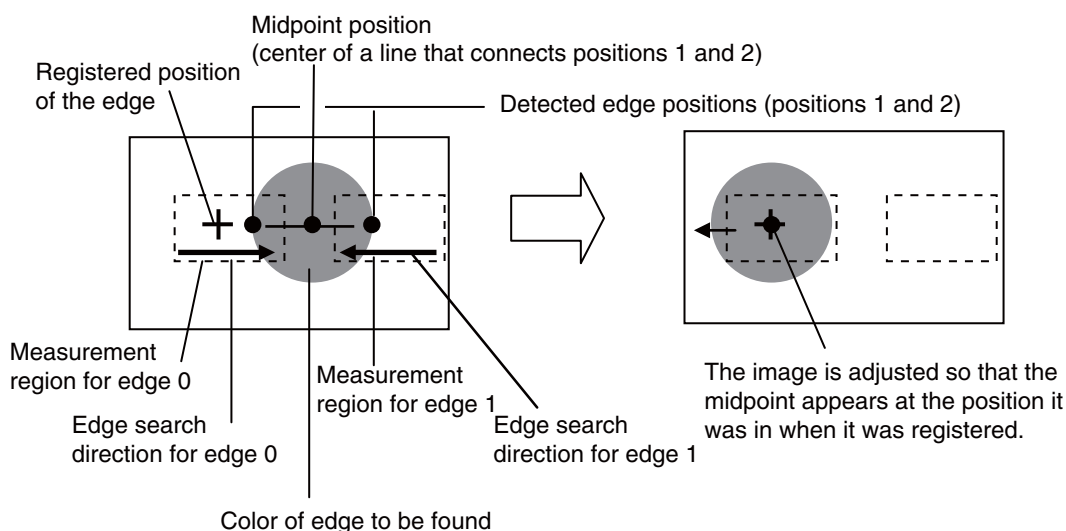 Midpoint position
(center of a line that connects positions 1 and 2)
Registered position
of the edge
Detected edge positions (positions 1 and 2)
Measurement
region for edge 0
Edge search
direction for edge 0
Measurement
region for edge 1
Edge search
direction for edge 1
Color of edge to be found
The image is adjusted so that the
midpoint appears at the position it
was in when it was registered.